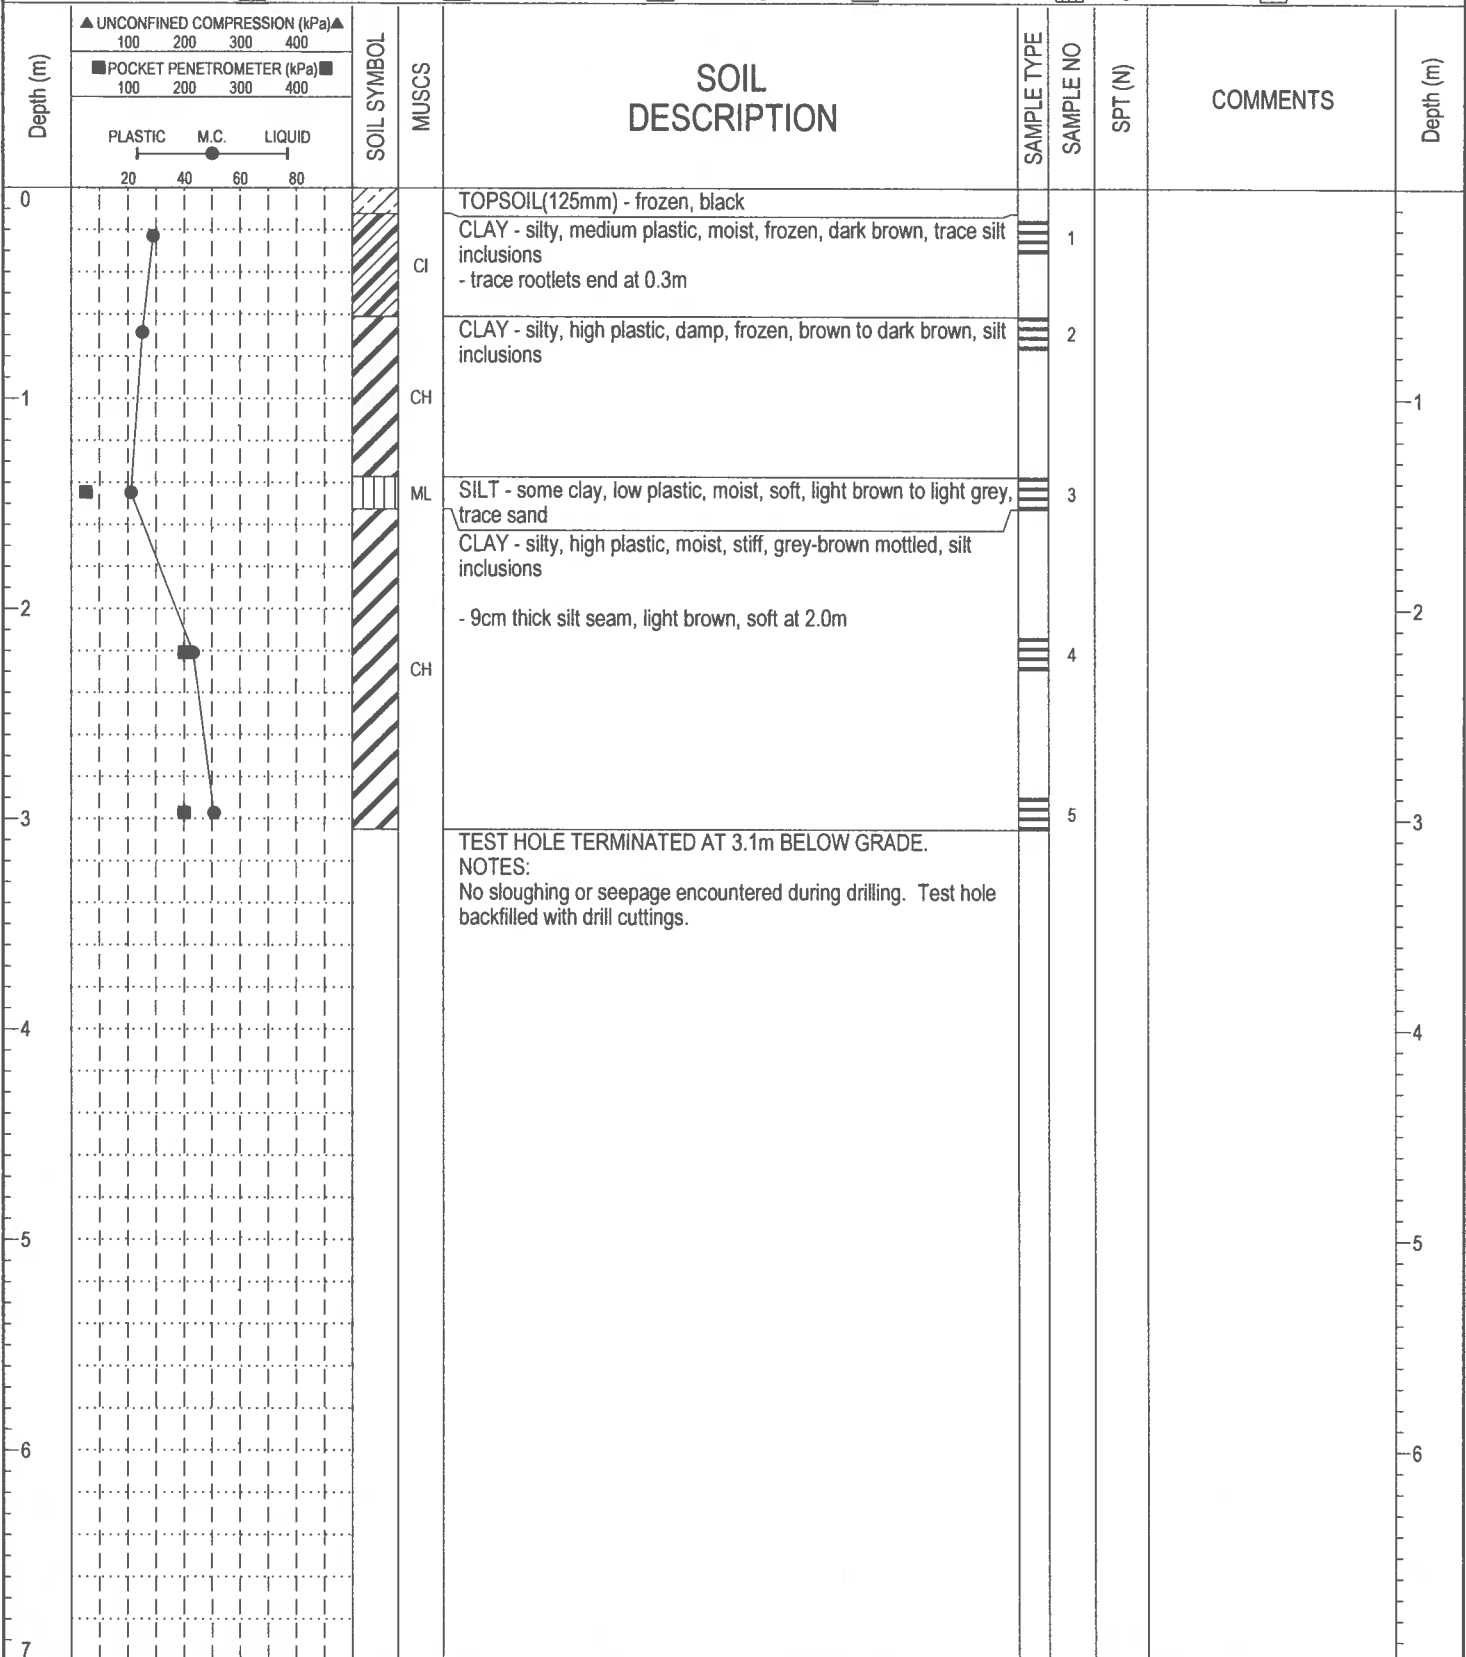 ▲ UNCONFINED COMPRESSION (kPa) ▲
100 200 300 400
■ POCKET PENETROMETER (kPa) ■
100 200 300 400
PLASTIC M.C. LIQUID
20 40 60 80
Depth (m)
SOIL SYMBOL
MUSCS
SOIL
DESCRIPTION
SAMPLE TYPE
SAMPLE NO
SPT (N)
COMMENTS
Depth (m)
0
TOPSOIL(125mm) - frozen, black
CLAY - silty, medium plastic, moist, frozen, dark brown, trace silt
inclusions
- trace rootlets end at 0.3m
CI
1
CLAY - silty, high plastic, damp, frozen, brown to dark brown, silt
inclusions
2
1
CH
1
SILT - some clay, low plastic, moist, soft, light brown to light grey,
trace sand
ML
3
CLAY - silty, high plastic, moist, stiff, grey-brown mottled, silt
inclusions
2
- 9cm thick silt seam, light brown, soft at 2.0m
2
CH
4
3
5
3
TEST HOLE TERMINATED AT 3.1m BELOW GRADE.
NOTES:
No sloughing or seepage encountered during drilling. Test hole
backfilled with drill cuttings.
4
4
5
5
6
6
7